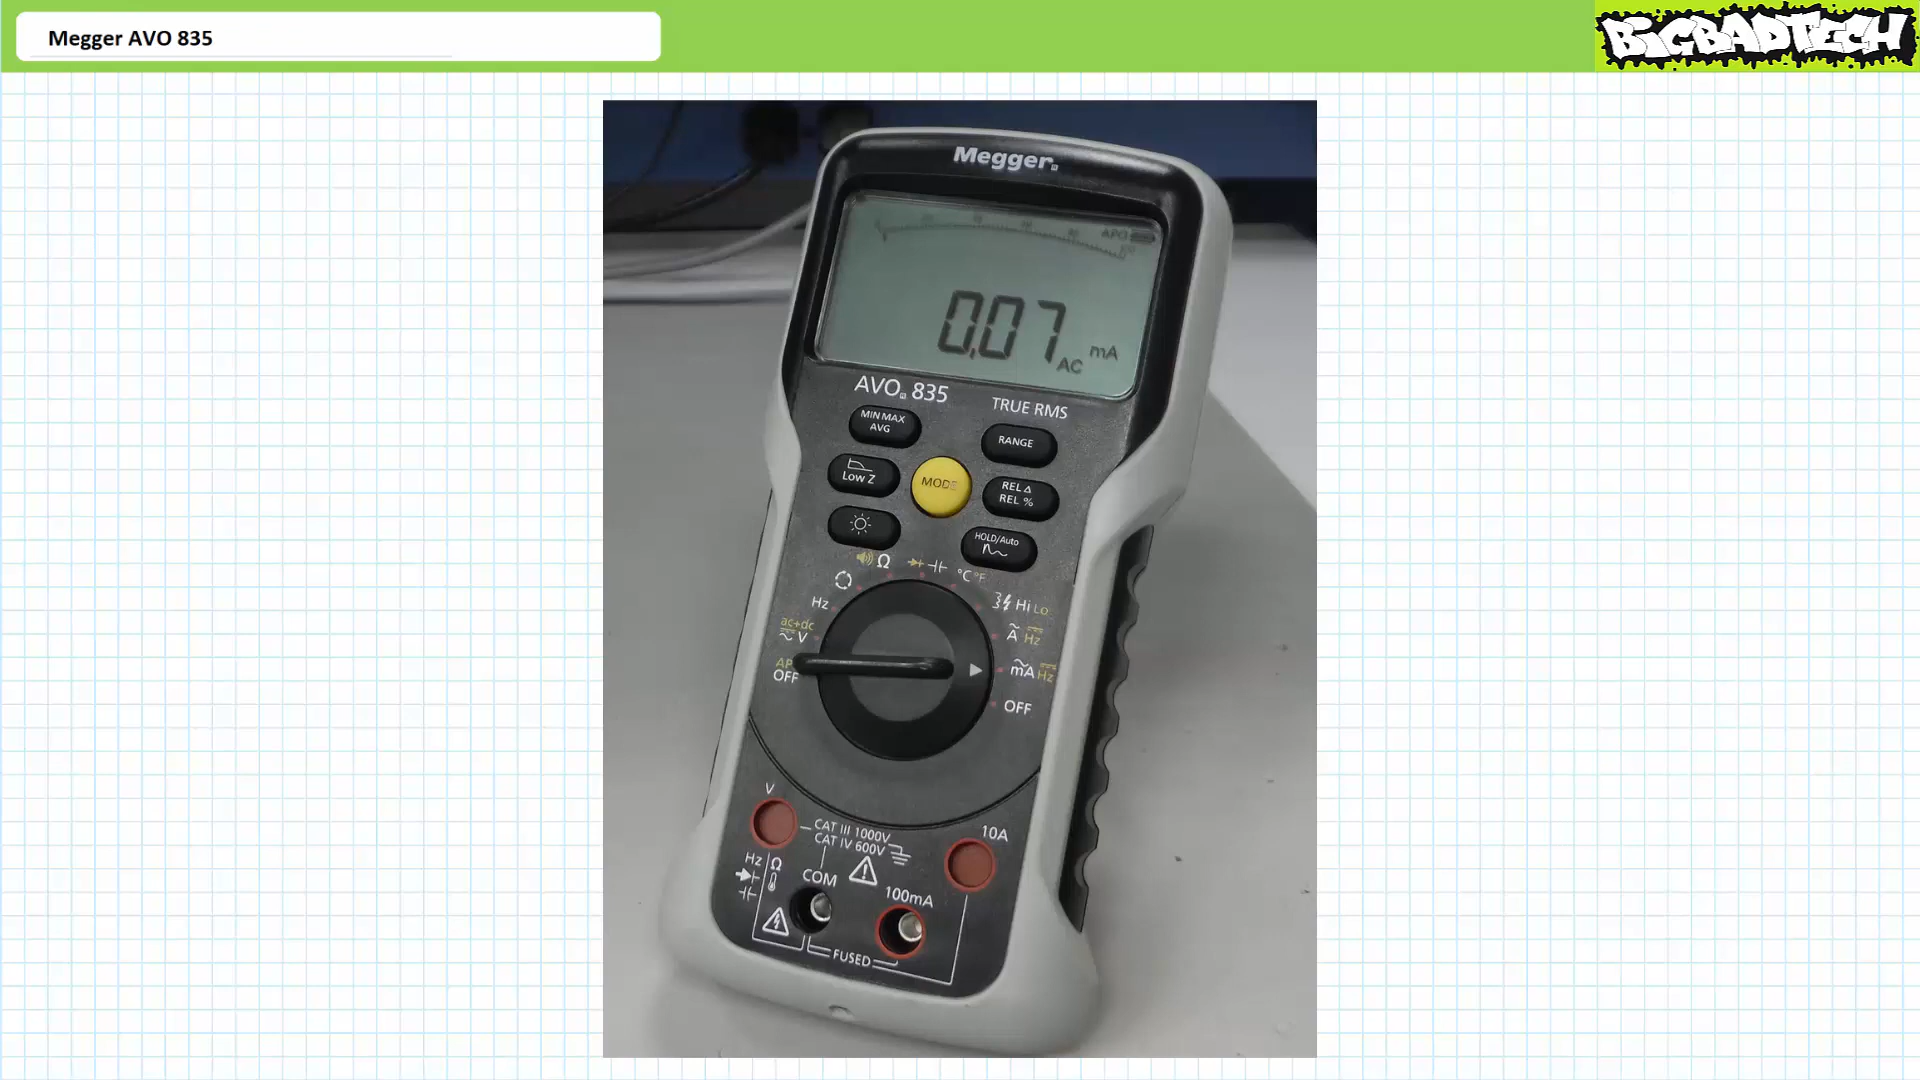 Megger AVO 835
BIGBADTECH
Megger
APO
0.07 AC mA
AVO 835
TRUE RMS
MIN MAX
AVG
RANGE
Low Z
MODE
REL Δ
REL %
HOLD/Auto
Ω
°C °F
Hz
Hi Lo
ac+dc
V
A Hz
OFF
mA Hz
OFF
V
CAT III 1000V
CAT IV 600V
10A
Hz Ω
COM
100mA
FUSED